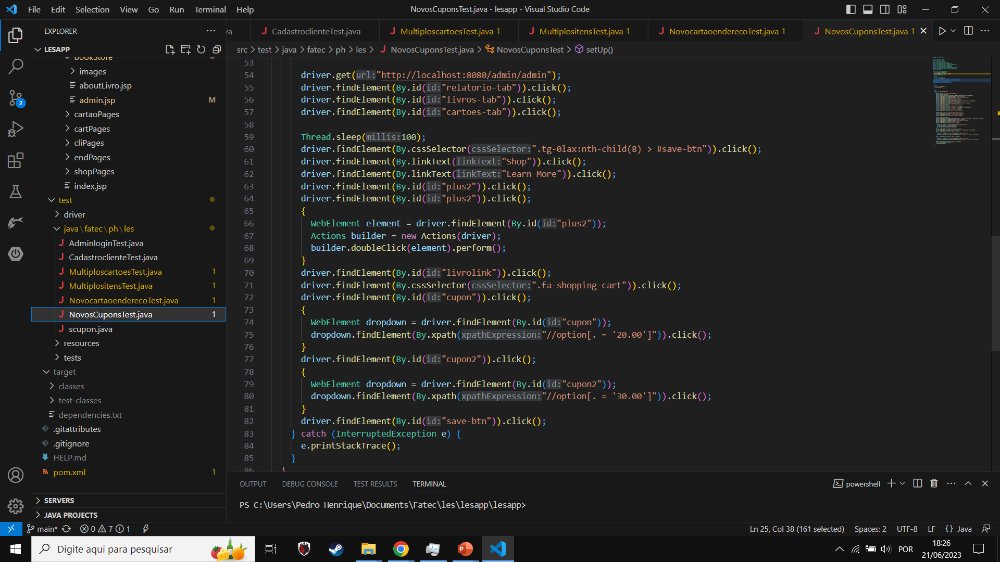 File Edit Selection View Go Run Terminal Help
NovosCuponsTest.java - lesapp - Visual Studio Code
EXPLORER
LESAPP
bookStore
images
aboutLivro.jsp
admin.jsp M
cartaoPages
cartPages
cliPages
endPages
shopPages
index.jsp
test
driver
java\fatec\ph\les
AdminloginTest.java
CadastroclienteTest.java
MultiploscartoesTest.java 1
MultiplositensTest.java 1
NovocartaoenderecoTest.java 1
NovosCuponsTest.java 1
scupon.java
resources
tests
target
classes
test-classes
dependencies.txt
.gitattributes
.gitignore
HELP.md
pom.xml 1
SERVERS
JAVA PROJECTS
2
va CadastroclienteTest.java MultiploscartoesTest.java 1 MultiplositensTest.java 1 NovocartaoenderecoTest.java 1 NovosCuponsTest.java 1
src > test > java > fatec > ph > les > NovosCuponsTest.java > NovosCuponsTest > setUp()
53
54 driver.get(url:"http://localhost:8080/admin/admin");
55 driver.findElement(By.id(id:"relatorio-tab")).click();
56 driver.findElement(By.id(id:"livros-tab")).click();
57 driver.findElement(By.id(id:"cartoes-tab")).click();
58
59 Thread.sleep(millis:100);
60 driver.findElement(By.cssSelector(cssSelector:".tg-0lax:nth-child(8) > #save-btn")).click();
61 driver.findElement(By.linkText(linkText:"Shop")).click();
62 driver.findElement(By.linkText(linkText:"Learn More")).click();
63 driver.findElement(By.id(id:"plus2")).click();
64 driver.findElement(By.id(id:"plus2")).click();
65 {
66 WebElement element = driver.findElement(By.id(id:"plus2"));
67 Actions builder = new Actions(driver);
68 builder.doubleClick(element).perform();
69 }
70 driver.findElement(By.id(id:"livrolink")).click();
71 driver.findElement(By.cssSelector(cssSelector:".fa-shopping-cart")).click();
72 driver.findElement(By.id(id:"cupon")).click();
73 {
74 WebElement dropdown = driver.findElement(By.id(id:"cupon"));
75 dropdown.findElement(By.xpath(xpathExpression:"//option[. = '20.00']")).click();
76 }
77 driver.findElement(By.id(id:"cupon2")).click();
78 {
79 WebElement dropdown = driver.findElement(By.id(id:"cupon2"));
80 dropdown.findElement(By.xpath(xpathExpression:"//option[. = '30.00']")).click();
81 }
82 driver.findElement(By.id(id:"save-btn")).click();
83 } catch (InterruptedException e) {
84 e.printStackTrace();
85 }
86 }
OUTPUT DEBUG CONSOLE TEST RESULTS TERMINAL
powershell
PS C:\Users\Pedro Henrique\Documents\Fatec\les\lesapp\lesapp>
main* 0 7 1
Ln 25, Col 38 (161 selected) Spaces: 2 UTF-8 LF {} Java
Digite aqui para pesquisar
POR
18:26
21/06/2023